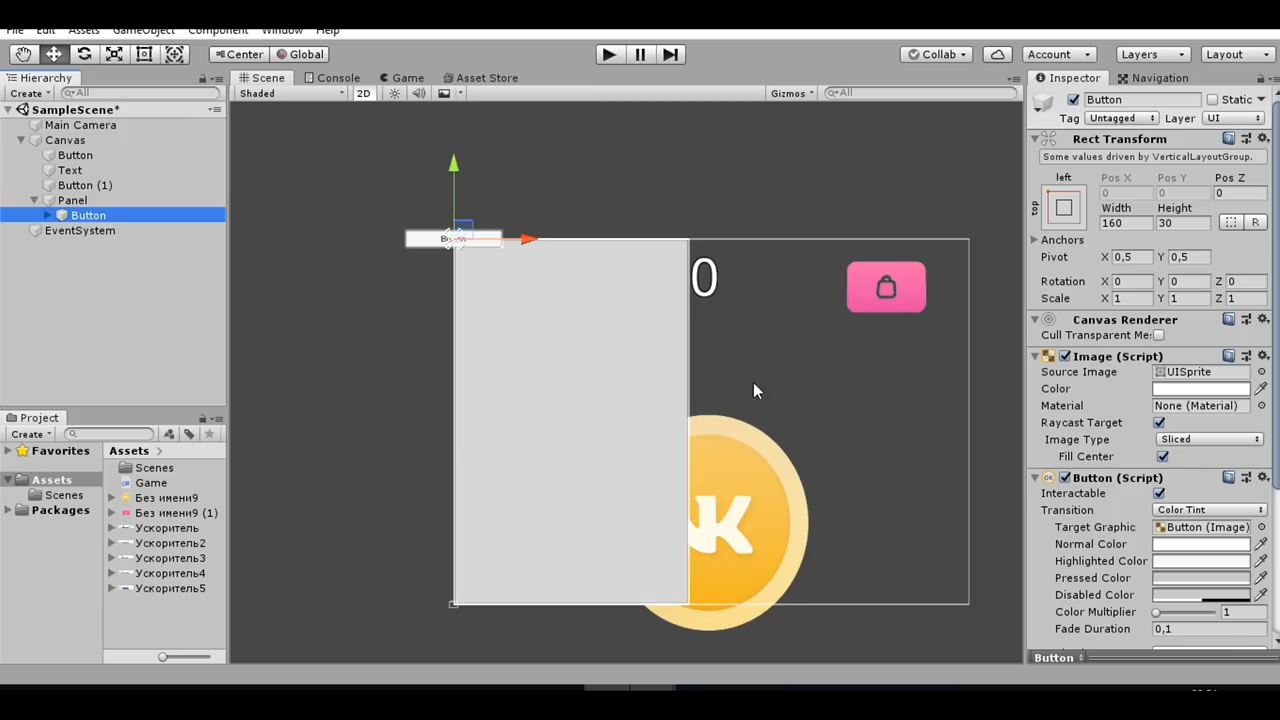 File Edit Assets GameObject Component Window Help
Center Global Collab Account Layers Layout
Hierarchy
Create All
SampleScene*
Main Camera
Canvas
Button
Text
Button (1)
Panel
Button
EventSystem
Scene Console Game Asset Store
Shaded 2D Gizmos All
0
Project
Create
Favorites
Assets
Scenes
Packages
Assets
Scenes
Game
Без имени9
Без имени9 (1)
Ускоритель
Ускоритель2
Ускоритель3
Ускоритель4
Ускоритель5
Inspector Navigation
Button Static
Tag Untagged Layer UI
Rect Transform
Some values driven by VerticalLayoutGroup.
left Pos X Pos Y Pos Z
top 0 0 0
Width Height
160 30 R
Anchors
Pivot X 0,5 Y 0,5
Rotation X 0 Y 0 Z 0
Scale X 1 Y 1 Z 1
Canvas Renderer
Cull Transparent Me:
Image (Script)
Source Image UISprite
Color
Material None (Material)
Raycast Target
Image Type Sliced
Fill Center
Button (Script)
Interactable
Transition Color Tint
Target Graphic Button (Image)
Normal Color
Highlighted Color
Pressed Color
Disabled Color
Color Multiplier 1
Fade Duration 0,1
Button